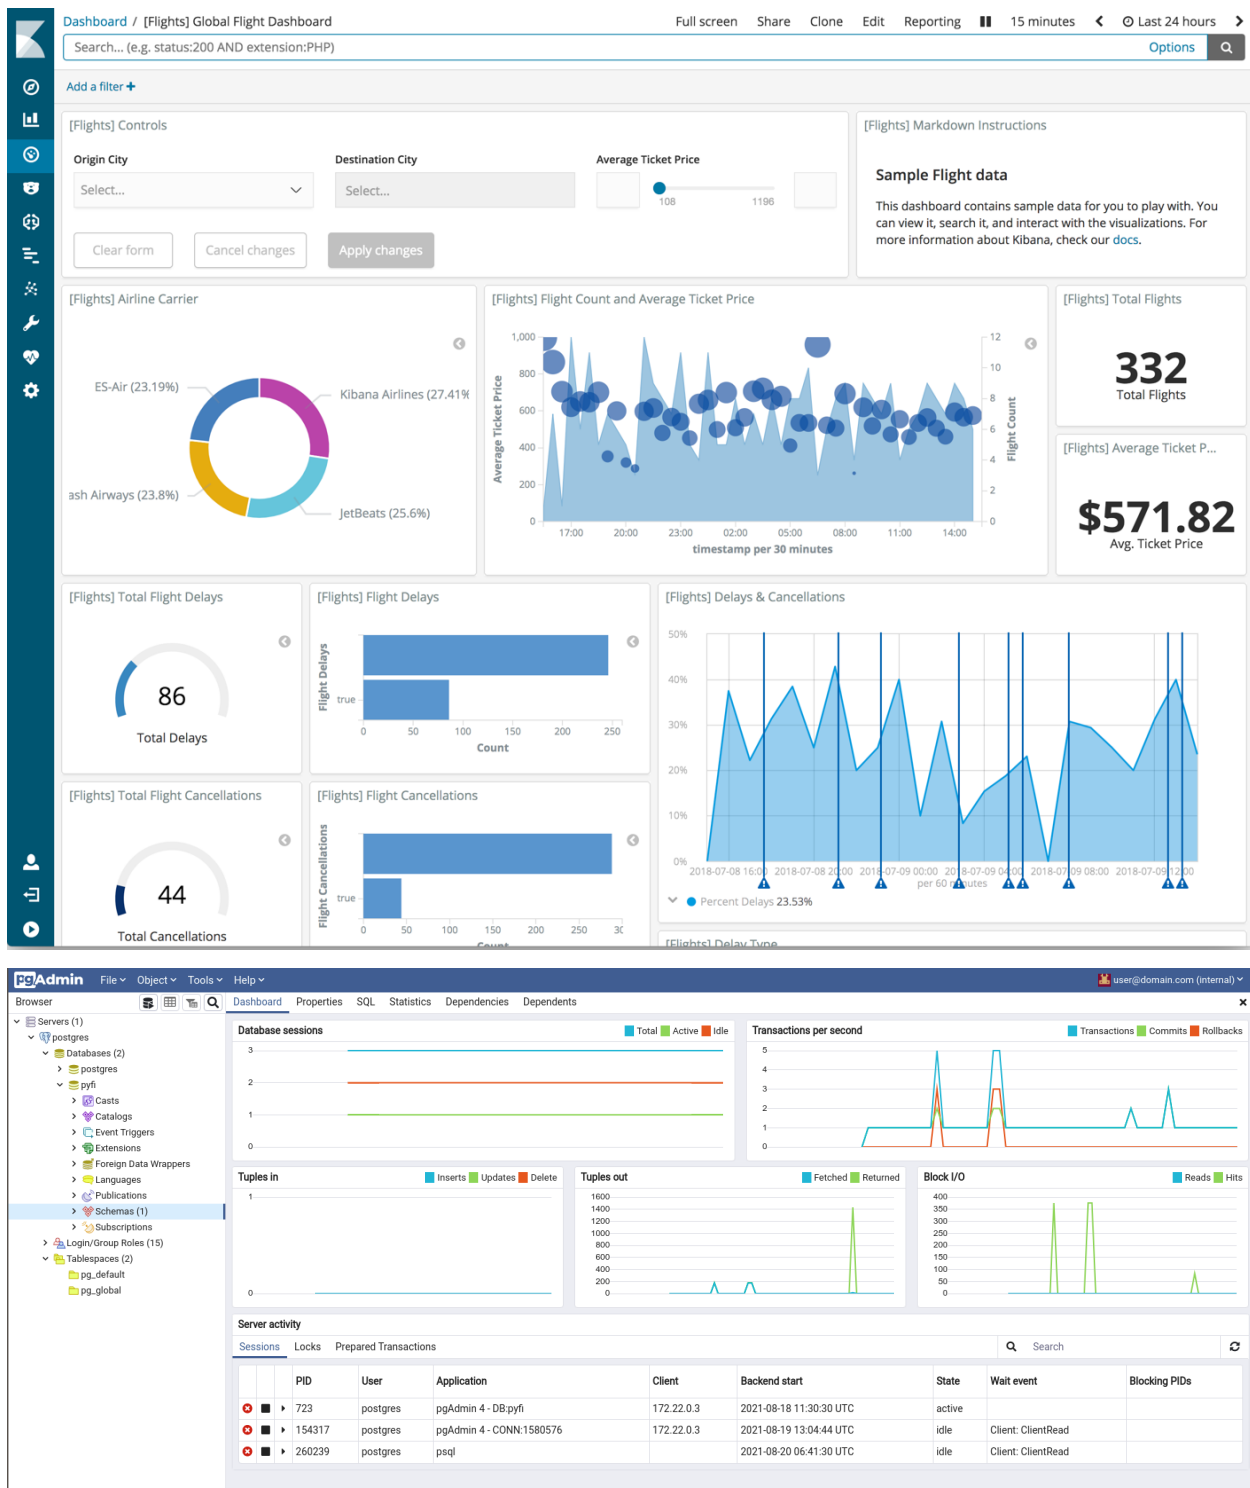 Dashboard / [Flights] Global Flight Dashboard Full screen Share Clone Edit Reporting 15 minutes Last 24 hours
Search... (e.g. status:200 AND extension:PHP) Options
Add a filter
[Flights] Controls
Origin City Destination City Average Ticket Price
Select... Select...
108 1196
Clear form Cancel changes Apply changes
[Flights] Markdown Instructions
Sample Flight data
This dashboard contains sample data for you to play with. You
can view it, search it, and interact with the visualizations. For
more information about Kibana, check our docs.
[Flights] Airline Carrier
ES-Air (23.19%)
Kibana Airlines (27.41%
ash Airways (23.8%)
JetBeats (25.6%)
[Flights] Flight Count and Average Ticket Price
Average Ticket Price
1,000
800
600
400
200
0
12
10
8
6
4
2
0
Flight Count
17:00 20:00 23:00 02:00 05:00 08:00 11:00 14:00
timestamp per 30 minutes
[Flights] Total Flights
332
Total Flights
[Flights] Average Ticket P...
$571.82
Avg. Ticket Price
[Flights] Total Flight Delays
86
Total Delays
[Flights] Flight Delays
Flight Delays
true
0 50 100 150 200 250
Count
[Flights] Delays & Cancellations
50%
40%
30%
20%
10%
0%
2018-07-08 16:00 2018-07-08 20:00 2018-07-09 00:00 2018-07-09 04:00 2018-07-09 08:00 2018-07-09 12:00
per 60 minutes
Percent Delays 23.53%
[Flights] Total Flight Cancellations
44
Total Cancellations
[Flights] Flight Cancellations
Flight Cancellations
true
0 50 100 150 200 250 30
Count
[Flights] Delay Type
pgAdmin File Object Tools Help user@domain.com (internal)
Browser Dashboard Properties SQL Statistics Dependencies Dependents
Servers (1)
postgres
Databases (2)
postgres
pyfi
Casts
Catalogs
Event Triggers
Extensions
Foreign Data Wrappers
Languages
Publications
Schemas (1)
Subscriptions
Login/Group Roles (15)
Tablespaces (2)
pg_default
pg_global
Database sessions Total Active Idle
3
2
1
0
Transactions per second Transactions Commits Rollbacks
5
4
3
2
1
0
Tuples in Inserts Updates Delete
1
0
Tuples out Fetched Returned
1600
1400
1200
1000
800
600
400
200
0
Block I/O Reads Hits
400
350
300
250
200
150
100
50
0
Server activity
Sessions Locks Prepared Transactions Search
PID User Application Client Backend start State Wait event Blocking PIDs
723 postgres pgAdmin 4 - DB:pyfi 172.22.0.3 2021-08-18 11:30:30 UTC active
154317 postgres pgAdmin 4 - CONN:1580576 172.22.0.3 2021-08-19 13:04:44 UTC idle Client: ClientRead
260239 postgres psql 2021-08-20 06:41:30 UTC idle Client: ClientRead